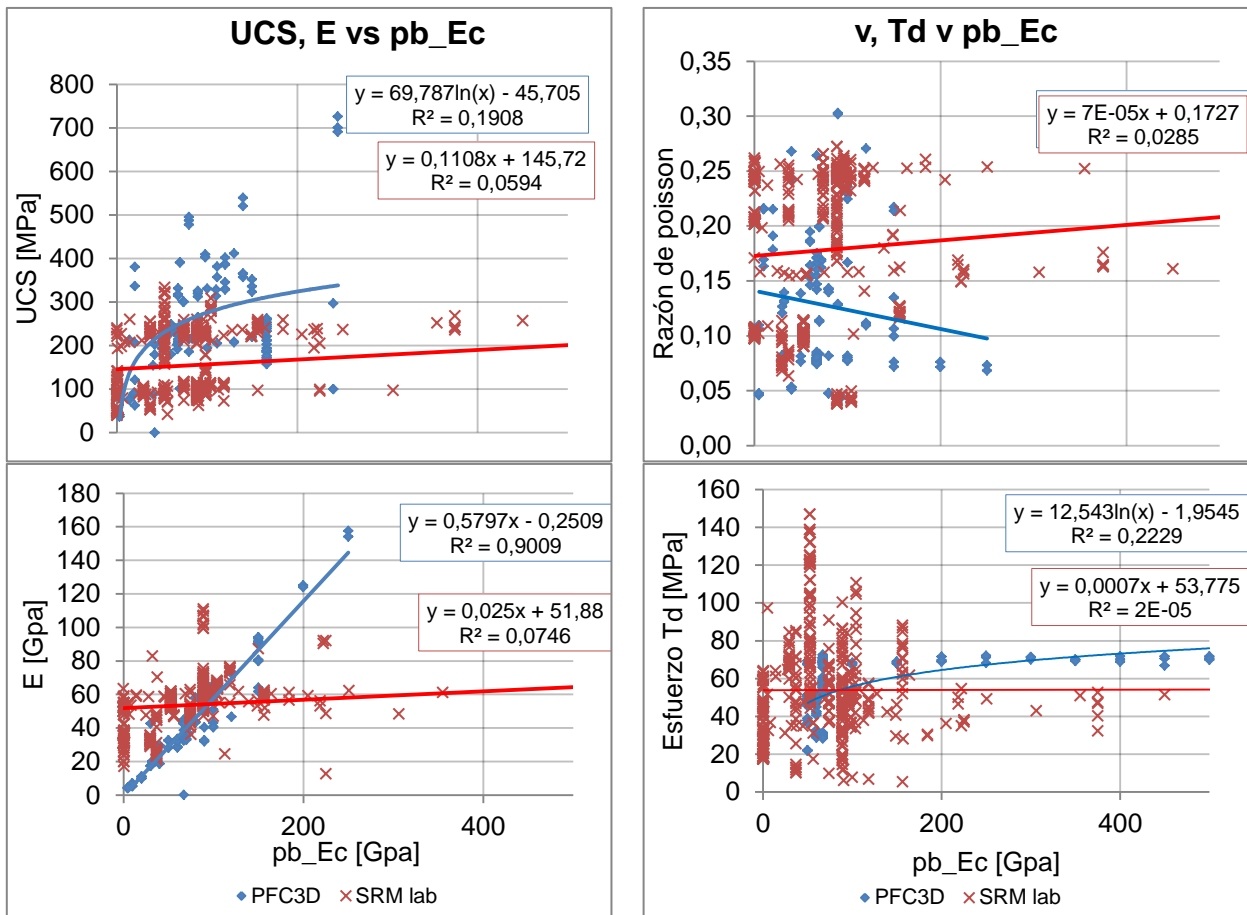 UCS, E vs pb_Ec
800
700
600
500
400
300
200
100
0
UCS [MPa]
y = 69,787ln(x) - 45,705
R² = 0,1908
y = 0,1108x + 145,72
R² = 0,0594
v, Td v pb_Ec
0,35
0,30
0,25
0,20
0,15
0,10
0,05
0,00
Razón de poisson
y = 7E-05x + 0,1727
R² = 0,0285
180
160
140
120
100
80
60
40
20
0
E [Gpa]
y = 0,5797x - 0,2509
R² = 0,9009
y = 0,025x + 51,88
R² = 0,0746
0 200 400
pb_Ec [Gpa]
PFC3D SRM lab
160
140
120
100
80
60
40
20
0
Esfuerzo Td [MPa]
y = 12,543ln(x) - 1,9545
R² = 0,2229
y = 0,0007x + 53,775
R² = 2E-05
0 200 400
pb_Ec [Gpa]
PFC3D SRM lab